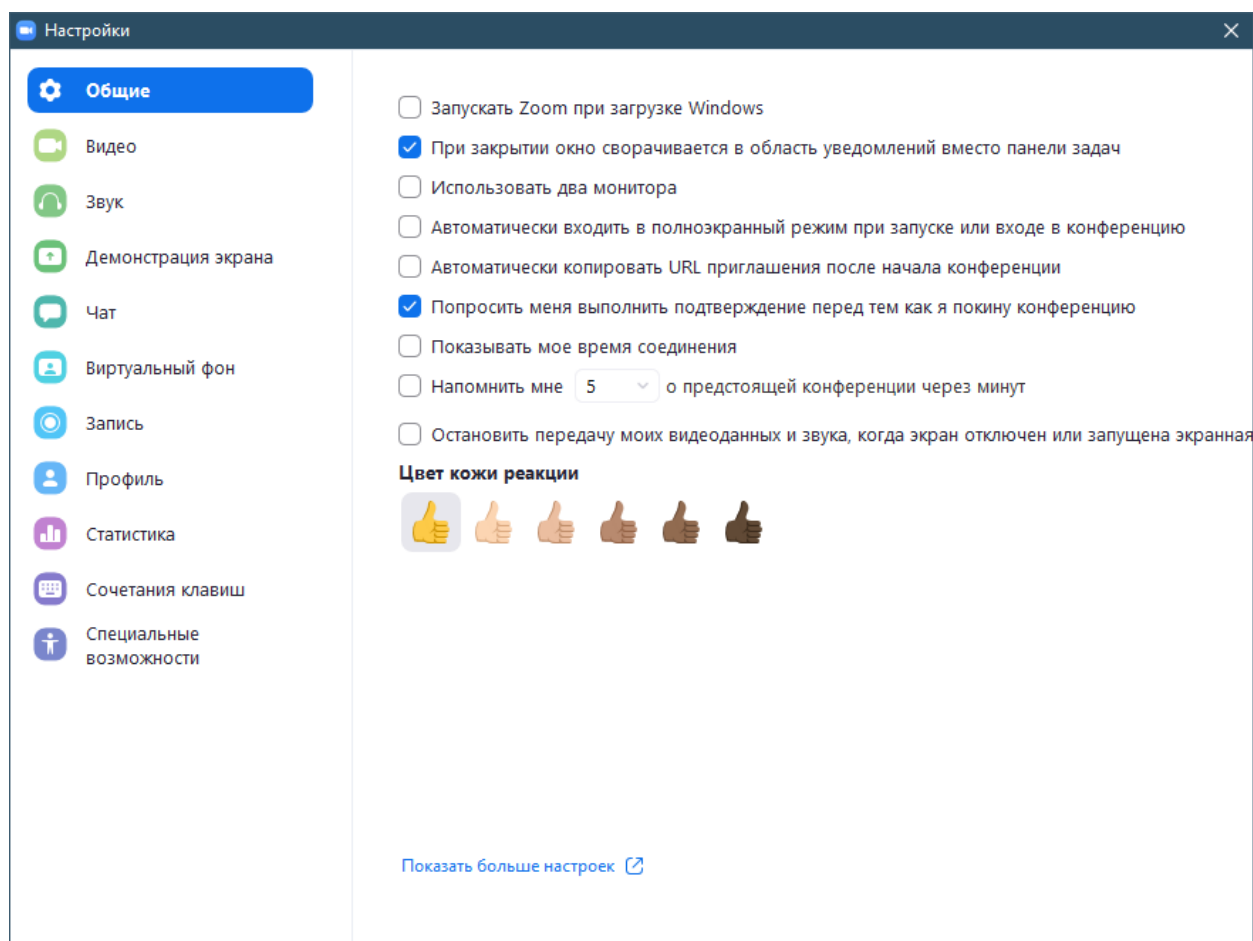 Настройки
Общие
Видео
Звук
Демонстрация экрана
Чат
Виртуальный фон
Запись
Профиль
Статистика
Сочетания клавиш
Специальные
возможности
Запускать Zoom при загрузке Windows
При закрытии окно сворачивается в область уведомлений вместо панели задач
Использовать два монитора
Автоматически входить в полноэкранный режим при запуске или входе в конференцию
Автоматически копировать URL приглашения после начала конференции
Попросить меня выполнить подтверждение перед тем как я покину конференцию
Показывать мое время соединения
Напомнить мне 5 о предстоящей конференции через минут
Остановить передачу моих видеоданных и звука, когда экран отключен или запущена экранная
Цвет кожи реакции
Показать больше настроек